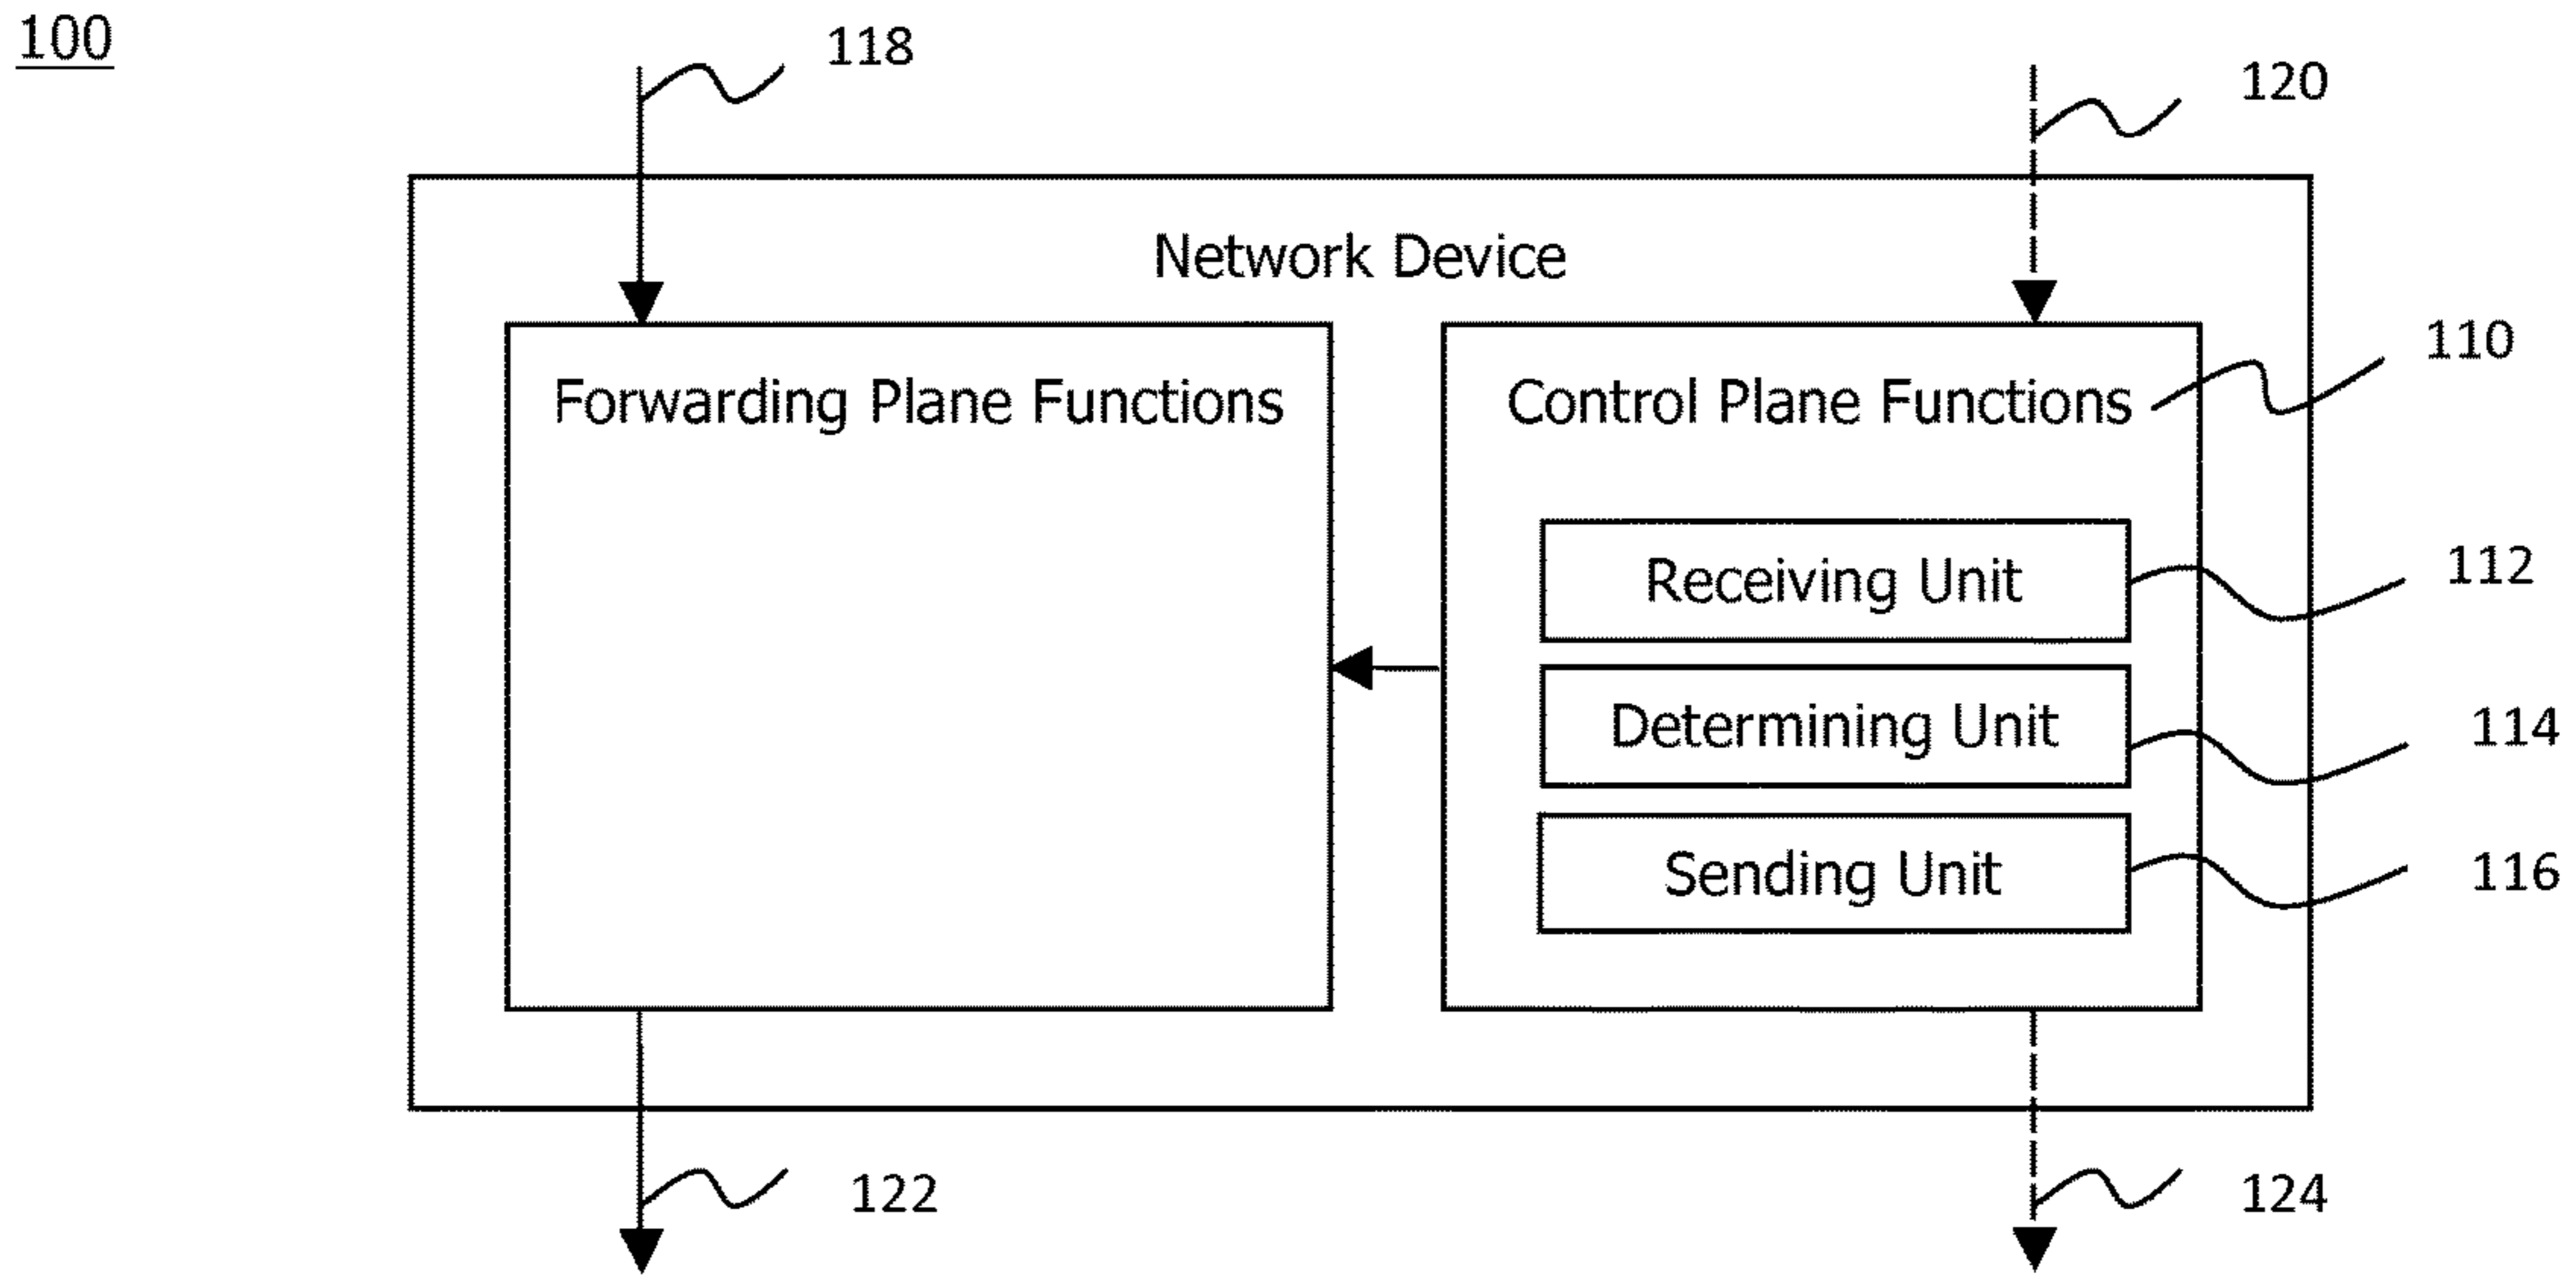 100
118
120
Network Device
110
Forwarding Plane Functions
Control Plane Functions
Receiving Unit
112
Determining Unit
114
Sending Unit
116
122
124